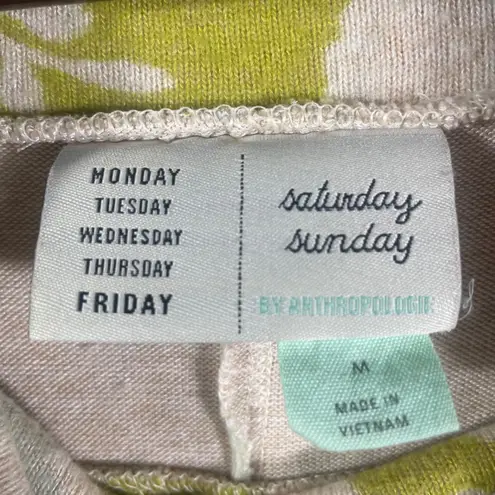 MONDAY
TUESDAY
WEDNESDAY
THURSDAY
FRIDAY
saturday
sunday
BY ANTHROPOLOGIE
M
MADE IN
VIETNAM